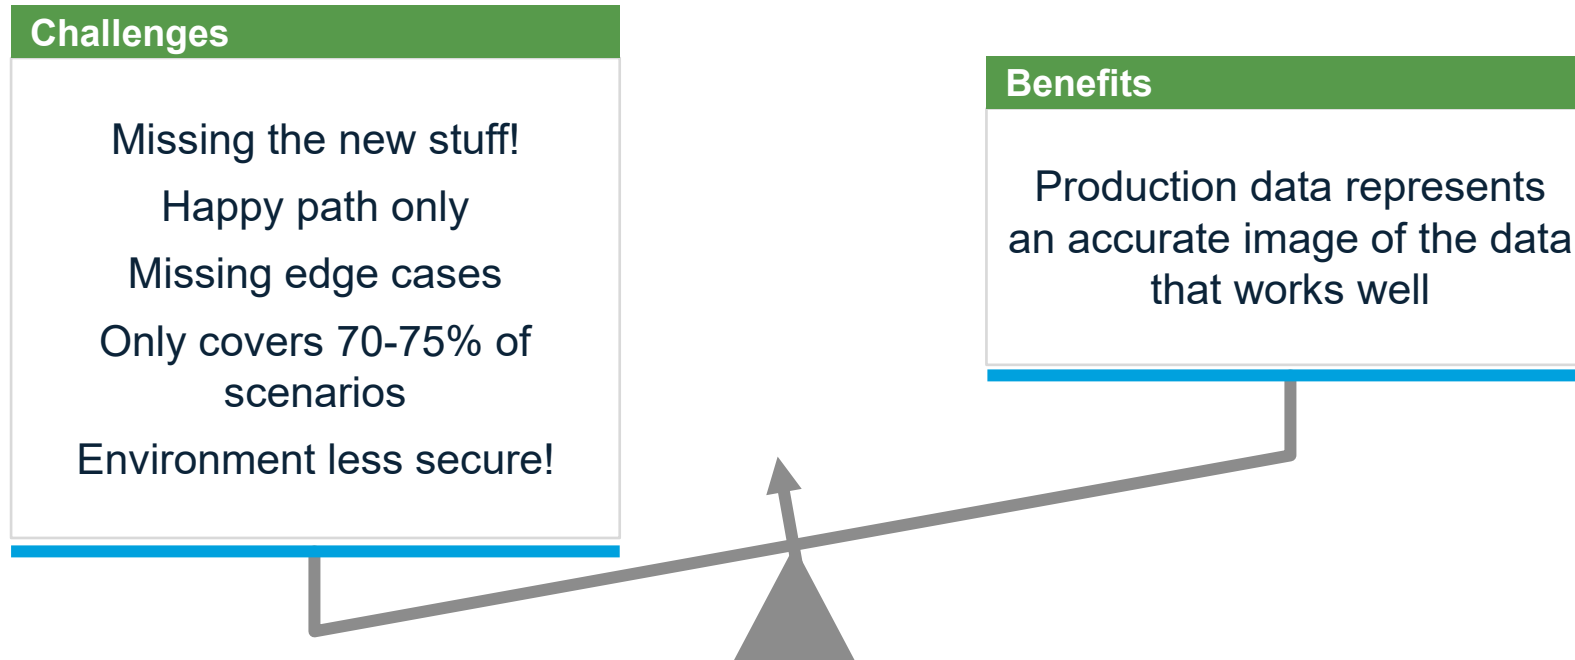 Challenges
Missing the new stuff!
Happy path only
Missing edge cases
Only covers 70-75% of
scenarios
Environment less secure!
Benefits
Production data represents
an accurate image of the data
that works well